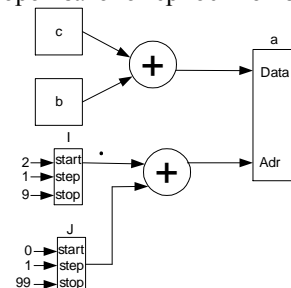 c
a
+
Data
b
I
2 start
1 step
+
Adr
9 stop
J
0 start
1 step
99 stop